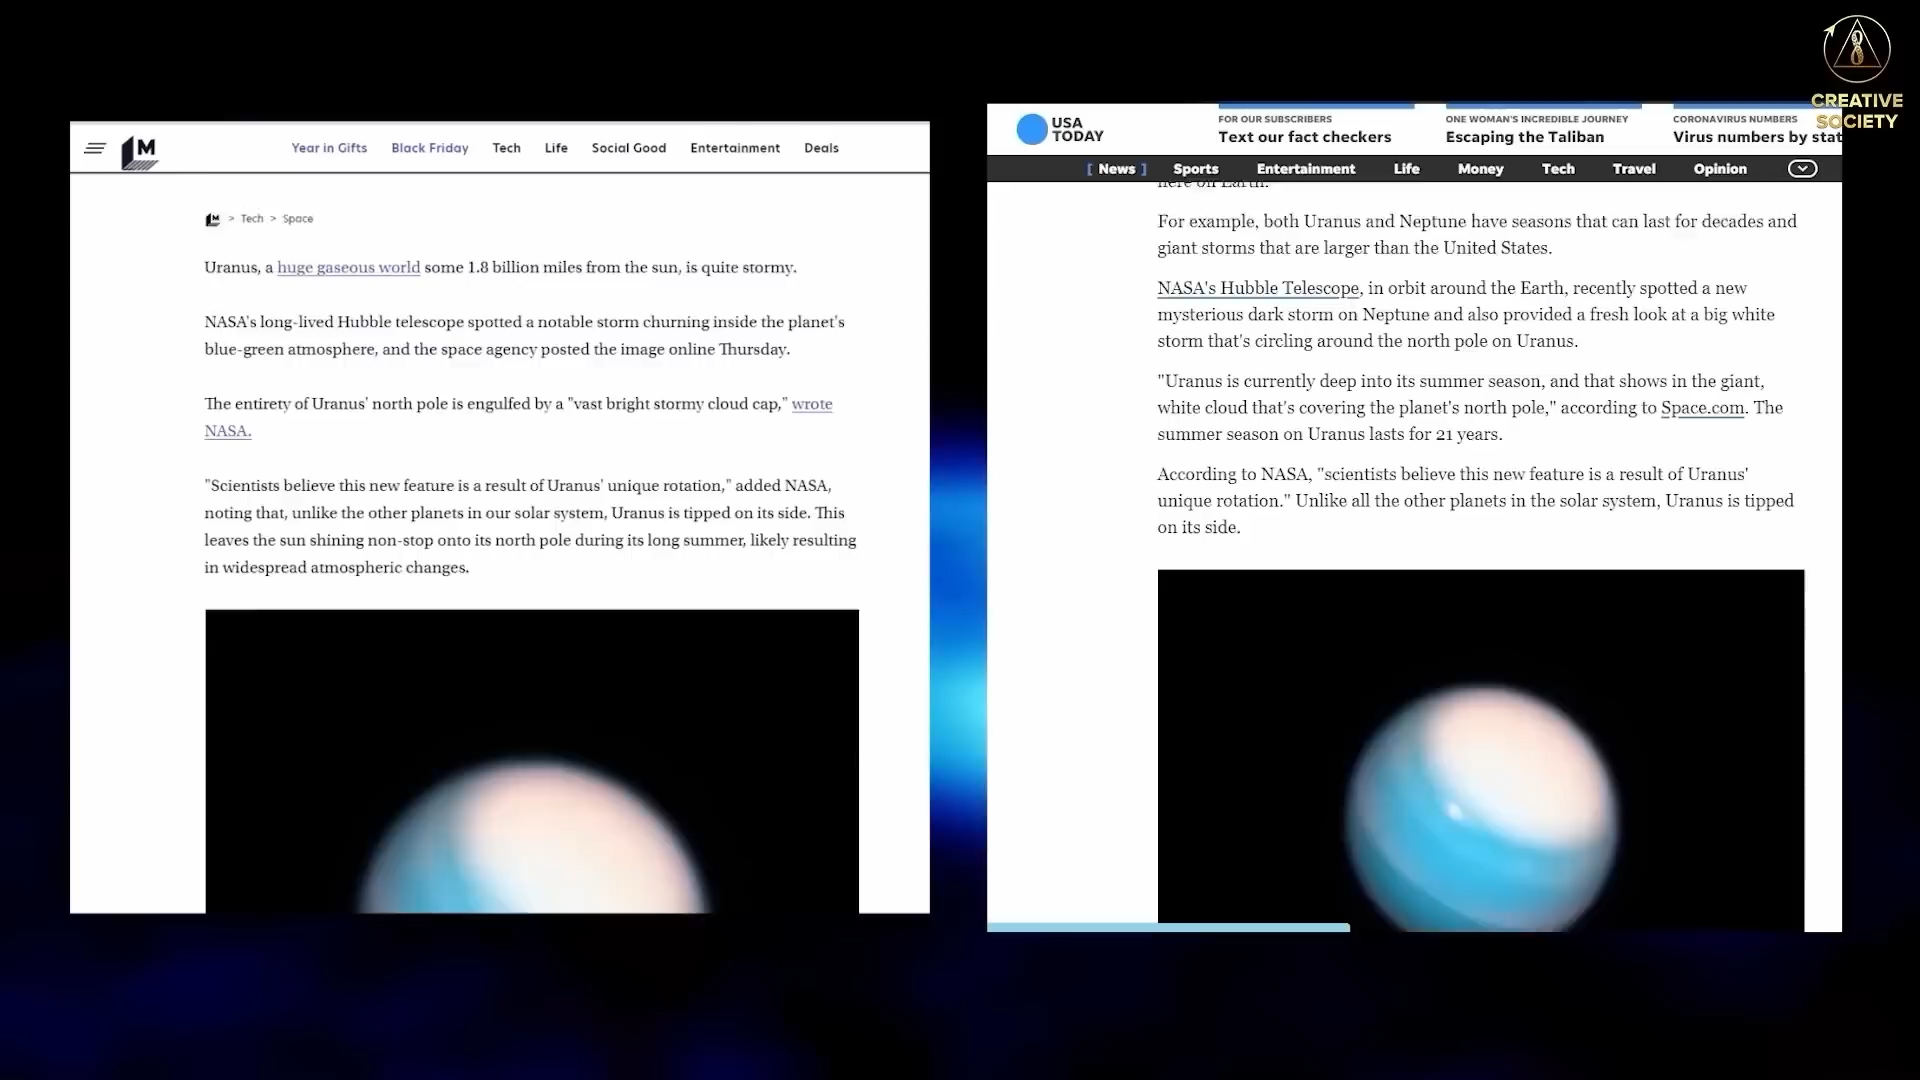 CREATIVE
SOCIETY
M
Year in Gifts Black Friday Tech Life Social Good Entertainment Deals
M > Tech > Space
Uranus, a huge gaseous world some 1.8 billion miles from the sun, is quite stormy.
NASA's long-lived Hubble telescope spotted a notable storm churning inside the planet's
blue-green atmosphere, and the space agency posted the image online Thursday.
The entirety of Uranus' north pole is engulfed by a "vast bright stormy cloud cap," wrote
NASA.
"Scientists believe this new feature is a result of Uranus' unique rotation," added NASA,
noting that, unlike the other planets in our solar system, Uranus is tipped on its side. This
leaves the sun shining non-stop onto its north pole during its long summer, likely resulting
in widespread atmospheric changes.
USA
TODAY
FOR OUR SUBSCRIBERS
Text our fact checkers
ONE WOMAN'S INCREDIBLE JOURNEY
Escaping the Taliban
CORONAVIRUS NUMBERS
Virus numbers by stat
[ News ] Sports Entertainment Life Money Tech Travel Opinion
here on Earth.
For example, both Uranus and Neptune have seasons that can last for decades and
giant storms that are larger than the United States.
NASA's Hubble Telescope, in orbit around the Earth, recently spotted a new
mysterious dark storm on Neptune and also provided a fresh look at a big white
storm that's circling around the north pole on Uranus.
"Uranus is currently deep into its summer season, and that shows in the giant,
white cloud that's covering the planet's north pole," according to Space.com. The
summer season on Uranus lasts for 21 years.
According to NASA, "scientists believe this new feature is a result of Uranus'
unique rotation." Unlike all the other planets in the solar system, Uranus is tipped
on its side.